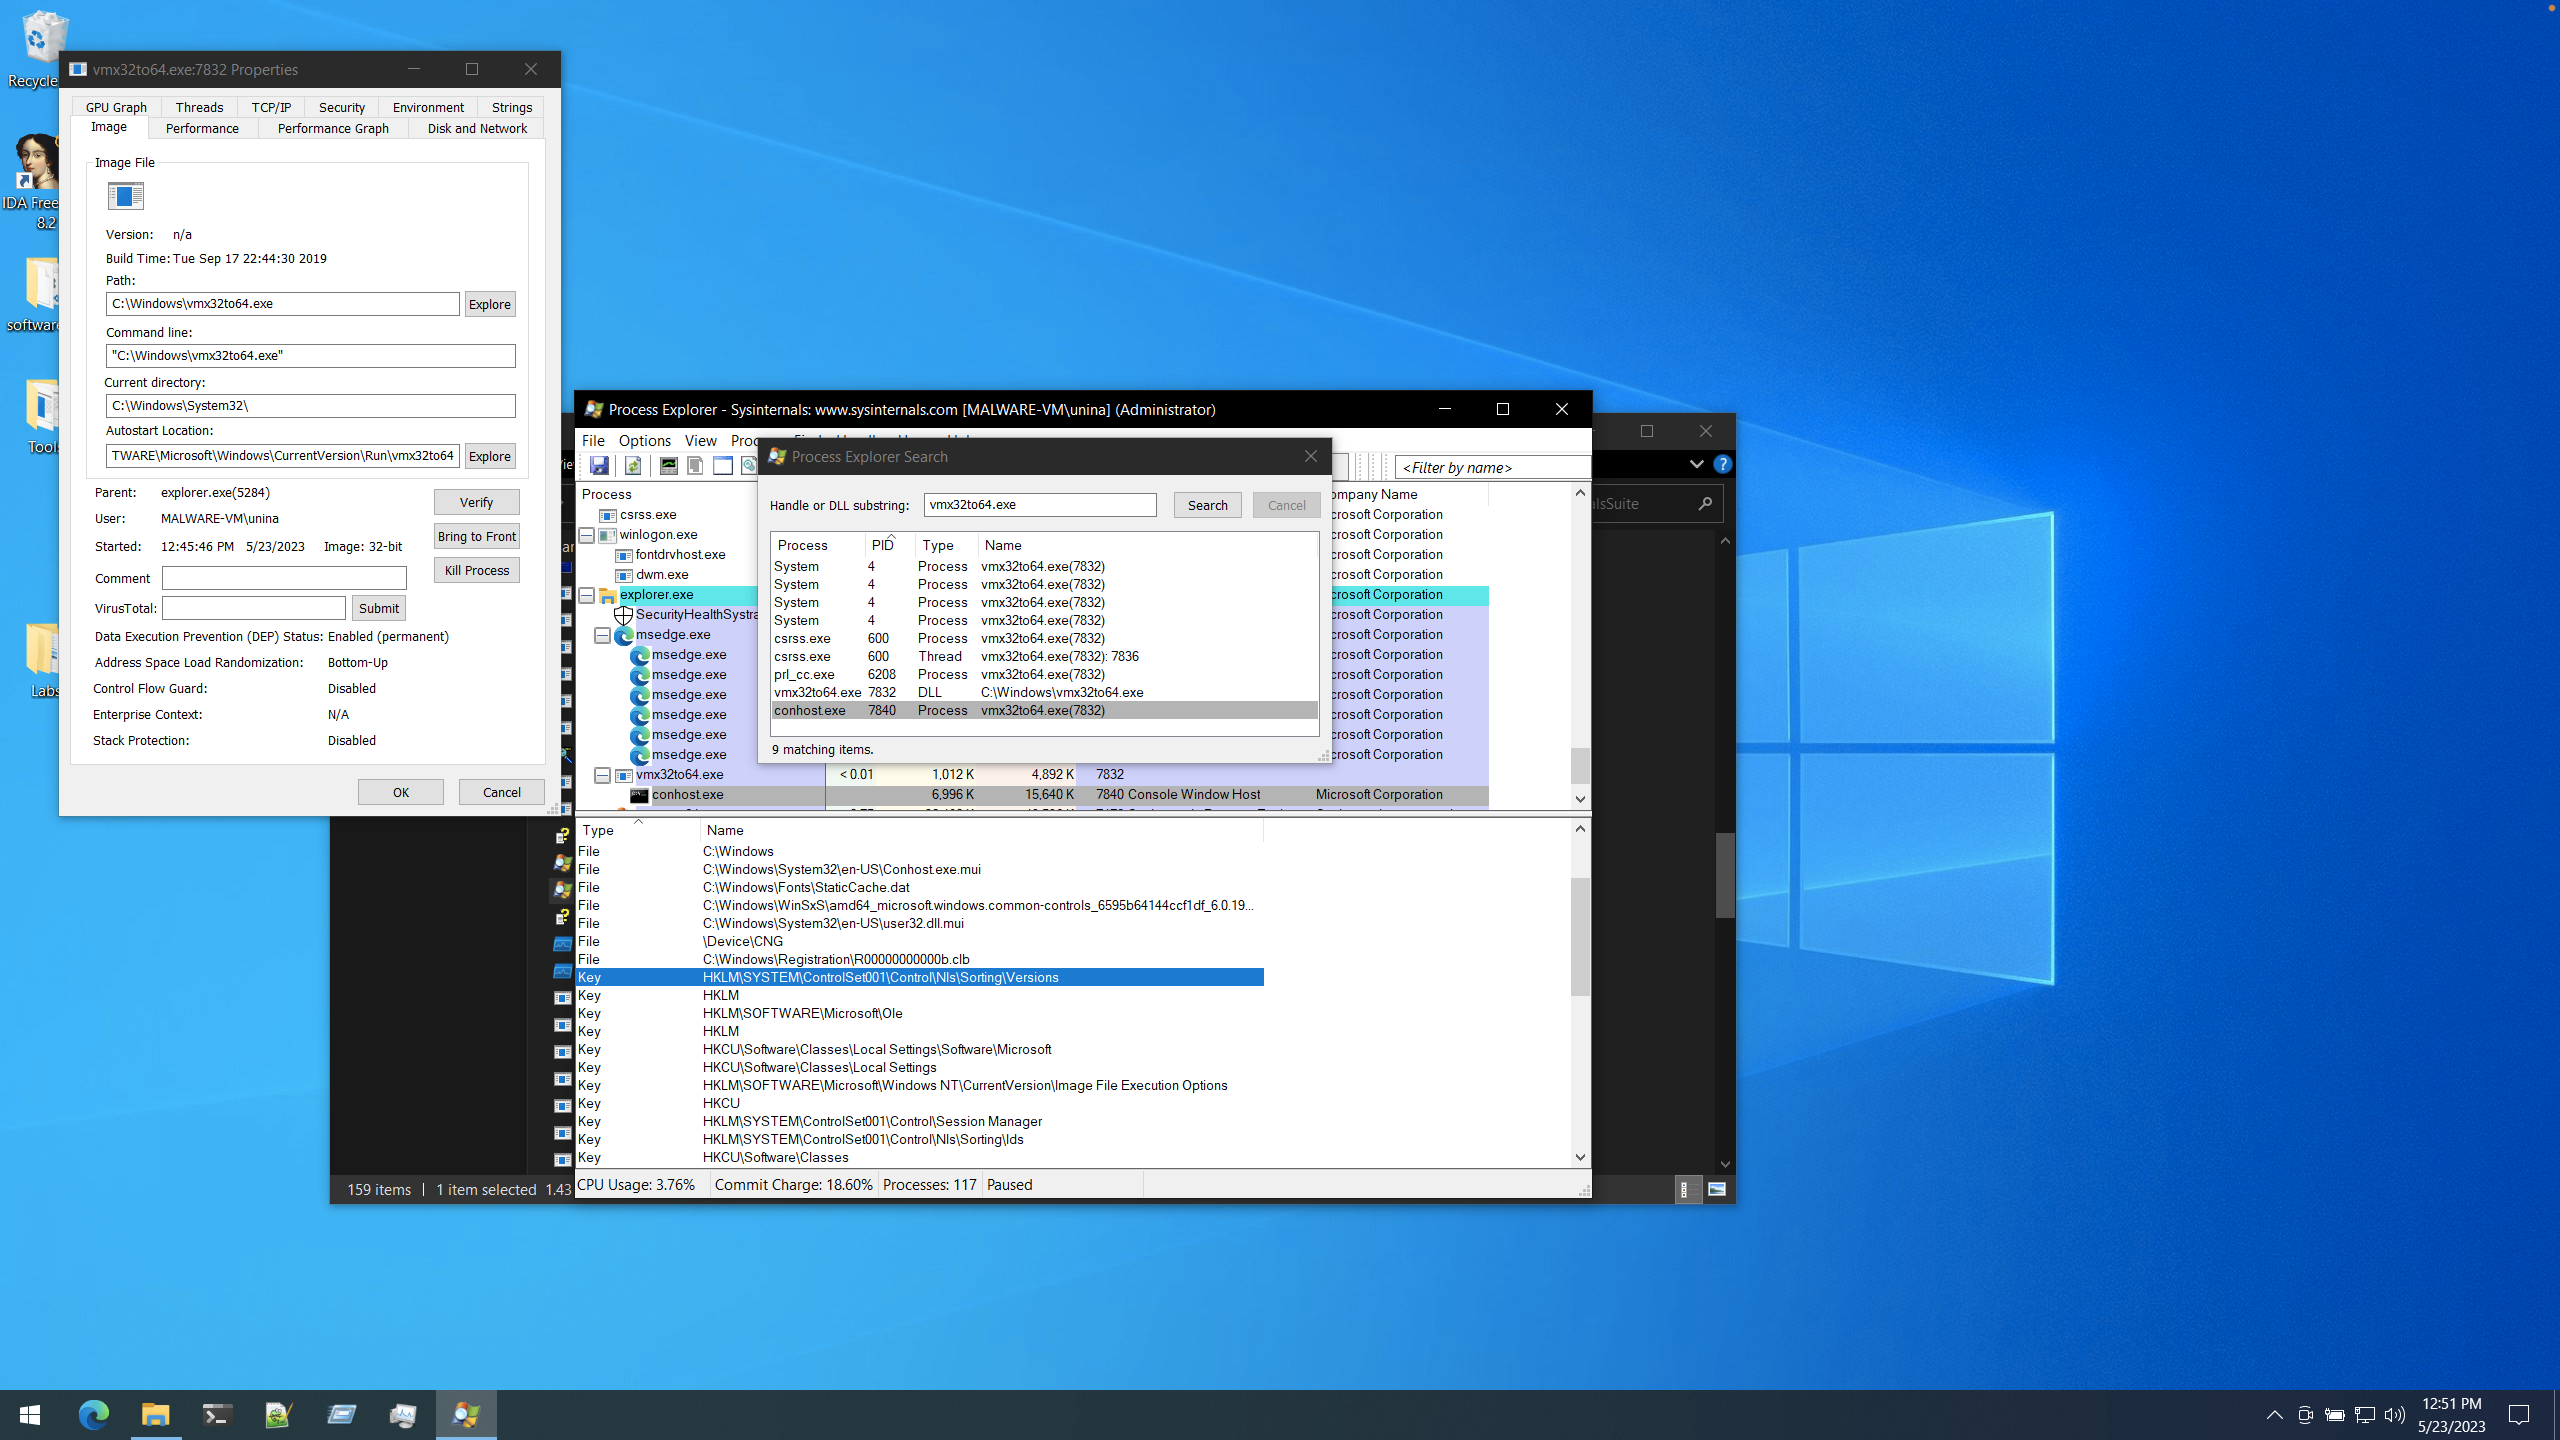 Recycle
IDA Free
8.2
software
Tools
Labs
vmx32to64.exe:7832 Properties
GPU Graph Threads TCP/IP Security Environment Strings
Image Performance Performance Graph Disk and Network
Image File
Version: n/a
Build Time: Tue Sep 17 22:44:30 2019
Path:
C:\Windows\vmx32to64.exe Explore
Command line:
"C:\Windows\vmx32to64.exe"
Current directory:
C:\Windows\System32\
Autostart Location:
TWARE\Microsoft\Windows\CurrentVersion\Run\vmx32to64 Explore
Parent: explorer.exe(5284) Verify
User: MALWARE-VM\unina
Bring to Front
Started: 12:45:46 PM 5/23/2023 Image: 32-bit
Kill Process
Comment
VirusTotal: Submit
Data Execution Prevention (DEP) Status: Enabled (permanent)
Address Space Load Randomization: Bottom-Up
Control Flow Guard: Disabled
Enterprise Context: N/A
Stack Protection: Disabled
OK Cancel
Process Explorer - Sysinternals: www.sysinternals.com [MALWARE-VM\unina] (Administrator)
File Options View
<Filter by name>
Process
csrss.exe
winlogon.exe
fontdrvhost.exe
dwm.exe
explorer.exe
SecurityHealthSystra
msedge.exe
msedge.exe
msedge.exe
msedge.exe
msedge.exe
msedge.exe
msedge.exe
vmx32to64.exe < 0.01 1,012 K 4,892 K 7832
conhost.exe 6,996 K 15,640 K 7840 Console Window Host Microsoft Corporation
ompany Name
crosoft Corporation
crosoft Corporation
crosoft Corporation
crosoft Corporation
crosoft Corporation
crosoft Corporation
crosoft Corporation
crosoft Corporation
crosoft Corporation
crosoft Corporation
crosoft Corporation
crosoft Corporation
crosoft Corporation
Process Explorer Search
Handle or DLL substring: vmx32to64.exe Search Cancel
Process PID Type Name
System 4 Process vmx32to64.exe(7832)
System 4 Process vmx32to64.exe(7832)
System 4 Process vmx32to64.exe(7832)
System 4 Process vmx32to64.exe(7832)
csrss.exe 600 Process vmx32to64.exe(7832)
csrss.exe 600 Thread vmx32to64.exe(7832): 7836
prl_cc.exe 6208 Process vmx32to64.exe(7832)
vmx32to64.exe 7832 DLL C:\Windows\vmx32to64.exe
conhost.exe 7840 Process vmx32to64.exe(7832)
9 matching items.
Type Name
File C:\Windows
File C:\Windows\System32\en-US\Conhost.exe.mui
File C:\Windows\Fonts\StaticCache.dat
File C:\Windows\WinSxS\amd64_microsoft.windows.common-controls_6595b64144ccf1df_6.0.19...
File C:\Windows\System32\en-US\user32.dll.mui
File \Device\CNG
File C:\Windows\Registration\R00000000000b.clb
Key HKLM\SYSTEM\ControlSet001\Control\Nls\Sorting\Versions
Key HKLM
Key HKLM\SOFTWARE\Microsoft\Ole
Key HKLM
Key HKCU\Software\Classes\Local Settings\Software\Microsoft
Key HKCU\Software\Classes\Local Settings
Key HKLM\SOFTWARE\Microsoft\Windows NT\CurrentVersion\Image File Execution Options
Key HKCU
Key HKLM\SYSTEM\ControlSet001\Control\Session Manager
Key HKLM\SYSTEM\ControlSet001\Control\Nls\Sorting\Ids
Key HKCU\Software\Classes
CPU Usage: 3.76% Commit Charge: 18.60% Processes: 117 Paused
lsSuite
159 items 1 item selected 1.43
12:51 PM
5/23/2023